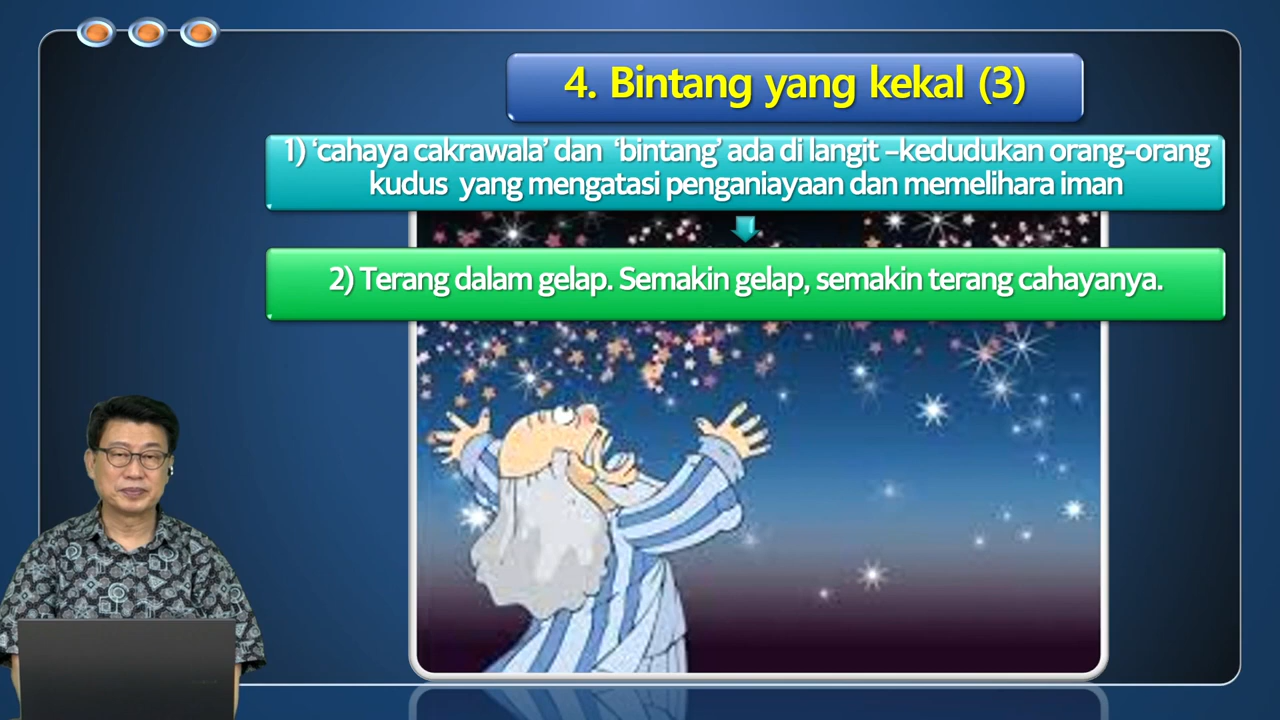 4. Bintang yang kekal (3)
1) ‘cahaya cakrawala’ dan ‘bintang’ ada di langit –kedudukan orang-orang
kudus yang mengatasi penganiayaan dan memelihara iman
2) Terang dalam gelap. Semakin gelap, semakin terang cahayanya.